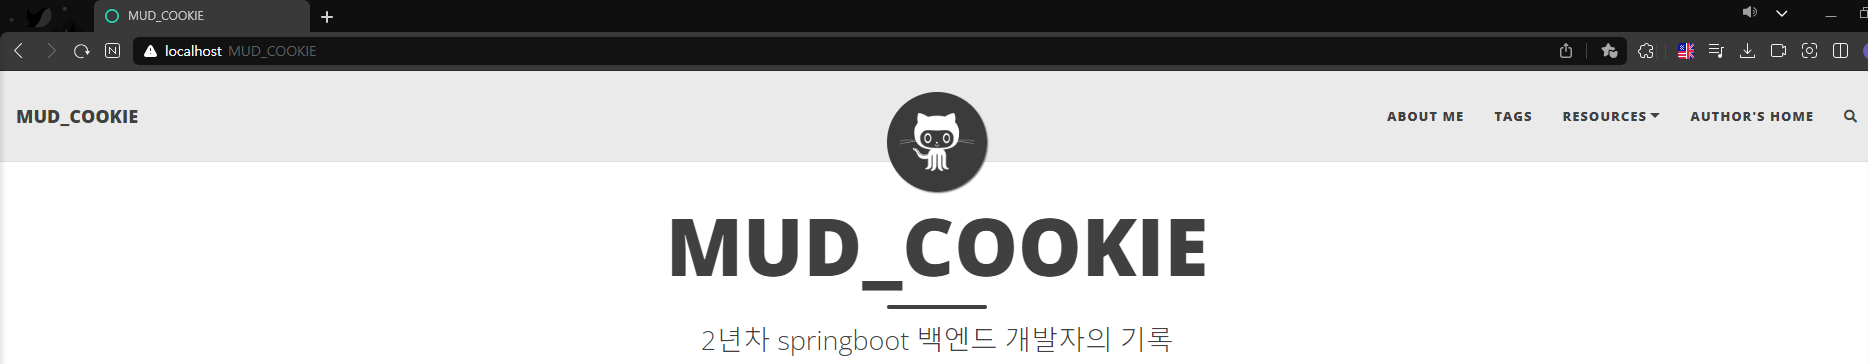 MUD_COOKIE
localhost MUD_COOKIE
MUD_COOKIE
ABOUT ME TAGS RESOURCES AUTHOR'S HOME
MUD_COOKIE
2년차 springboot 백엔드 개발자의 기록